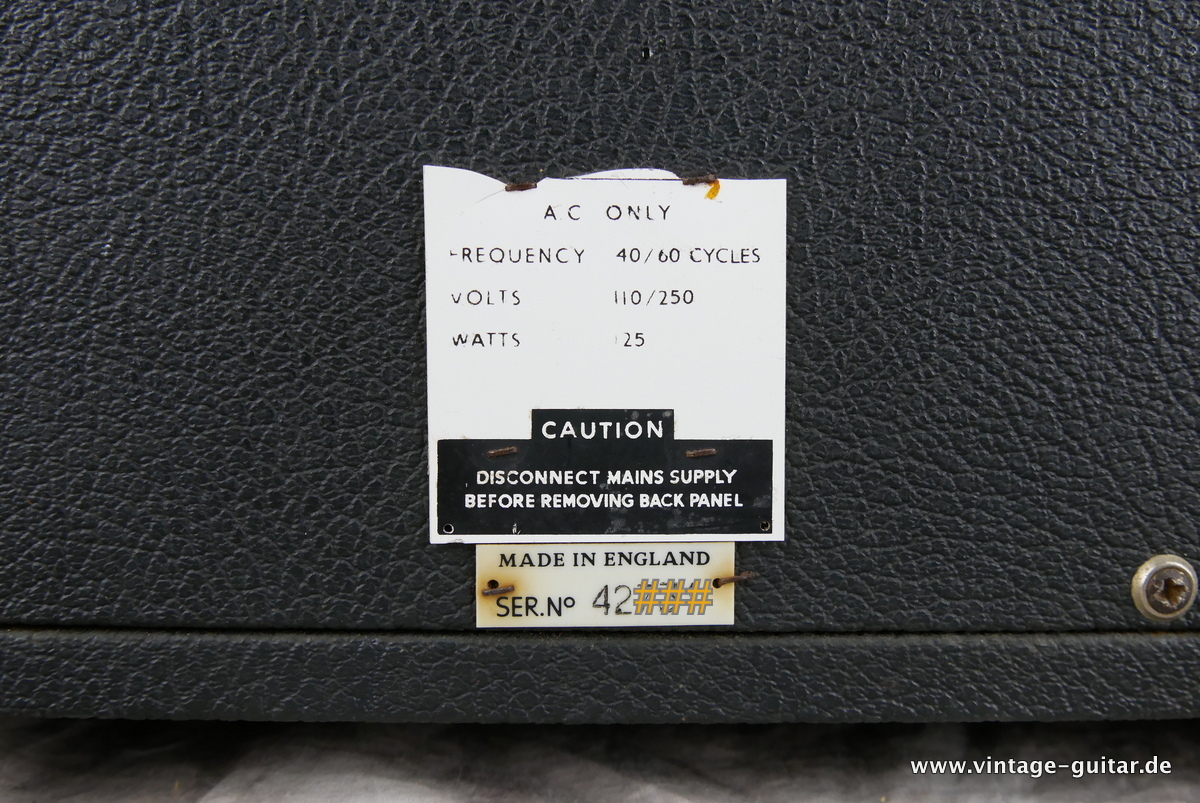 A.C ONLY
FREQUENCY 40/60 CYCLES
VOLTS 110/250
WATTS 25
CAUTION
DISCONNECT MAINS SUPPLY
BEFORE REMOVING BACK PANEL
MADE IN ENGLAND
SER.Nº 42###
www.vintage-guitar.de